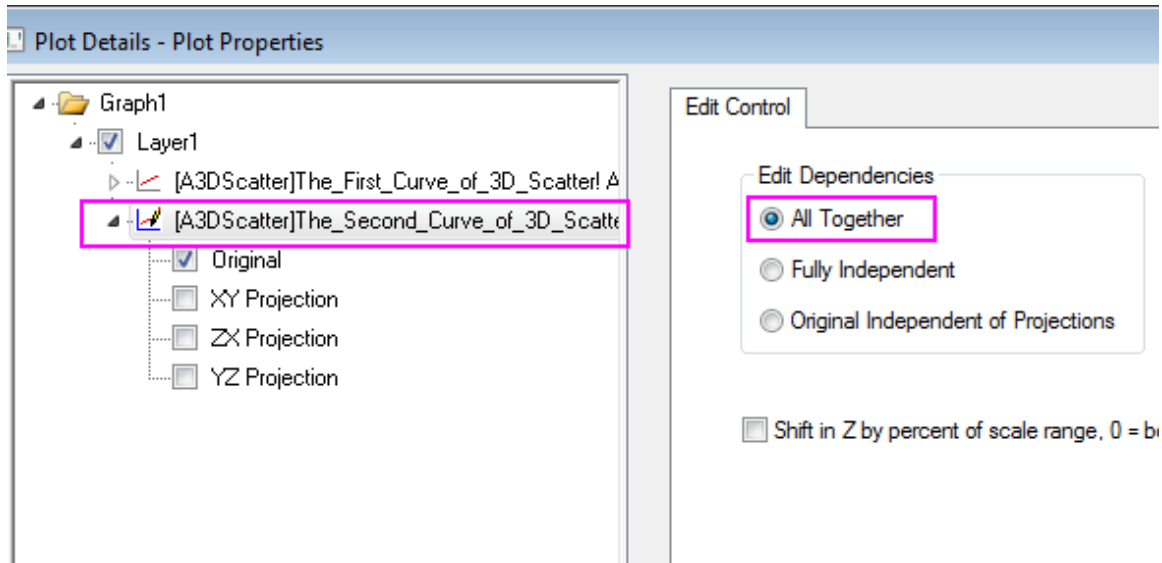 Plot Details - Plot Properties
Graph1
Layer1
[A3DScatter]The_First_Curve_of_3D_Scatter! A
[A3DScatter]The_Second_Curve_of_3D_Scatte
Original
XY Projection
ZX Projection
YZ Projection
Edit Control
Edit Dependencies
All Together
Fully Independent
Original Independent of Projections
Shift in Z by percent of scale range, 0 = be